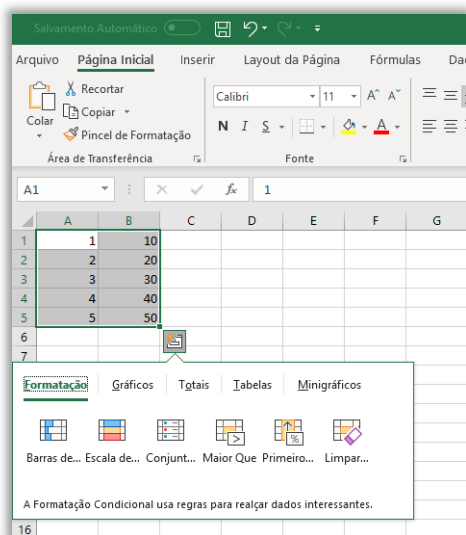 Salvamento Automático
Arquivo Página Inicial Inserir Layout da Página Fórmulas Da
Colar
Recortar
Copiar
Pincel de Formatação
Área de Transferência
Calibri 11 A A
N I S A
Fonte
A1 fx 1
A B C D E F G
1 1 10
2 2 20
3 3 30
4 4 40
5 5 50
6
7
Formatação Gráficos Totais Tabelas Minigráficos
Barras de... Escala de... Conjunt... Maior Que Primeiro... Limpar...
A Formatação Condicional usa regras para realçar dados interessantes.
16